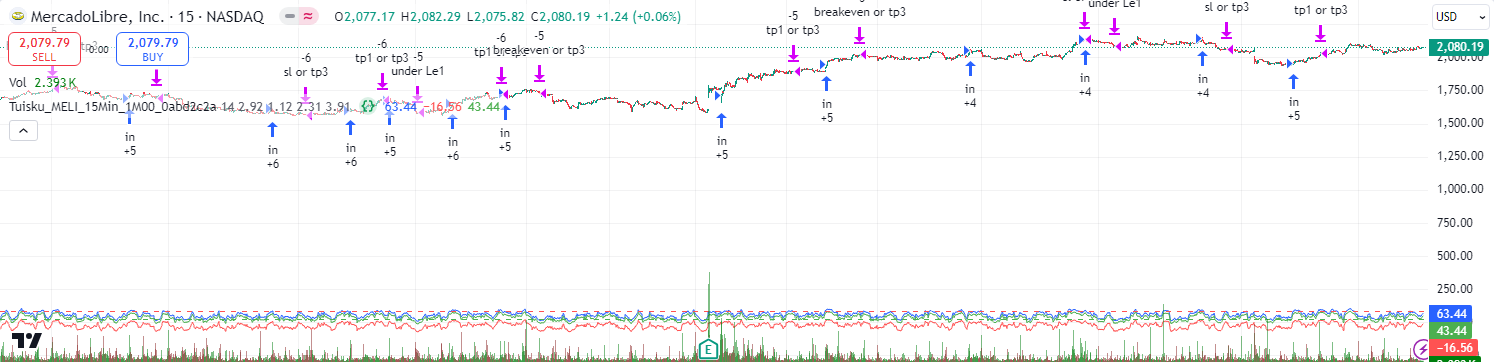 MercadoLibre, Inc. · 15 · NASDAQ
O2,077.17 H2,082.29 L2,075.82 C2,080.19 +1.24 (+0.06%)
USD
2,079.79
SELL
0.00
2,079.79
BUY
Vol 2.393 K
Tuisku_MELI_15Min_1M00_0abd2c2a 14 2.92 1.12 2.31 3.91 63.44 −16.56 43.44
-5
tp3
in
+5
-6
sl or tp3
in
+6
in
+6
-6
tp1 or tp3
in
+5
-5
under Le1
in
+6
-6
tp1 or
in
+5
-5
breakeven or tp3
in
+5
-5
tp1 or tp3
in
+5
breakeven or tp3
in
+4
in
+4
under Le1
in
+4
sl or tp3
in
+5
tp1 or tp3
2,080.19
2,000.00
1,750.00
1,500.00
1,250.00
1,000.00
750.00
500.00
250.00
63.44
43.44
−16.56
E